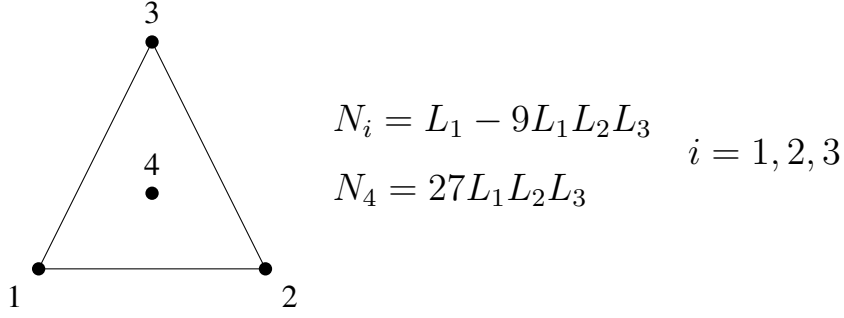 3
N_i = L_1 − 9L_1L_2L_3
i = 1, 2, 3
4
N_4 = 27L_1L_2L_3
1
2